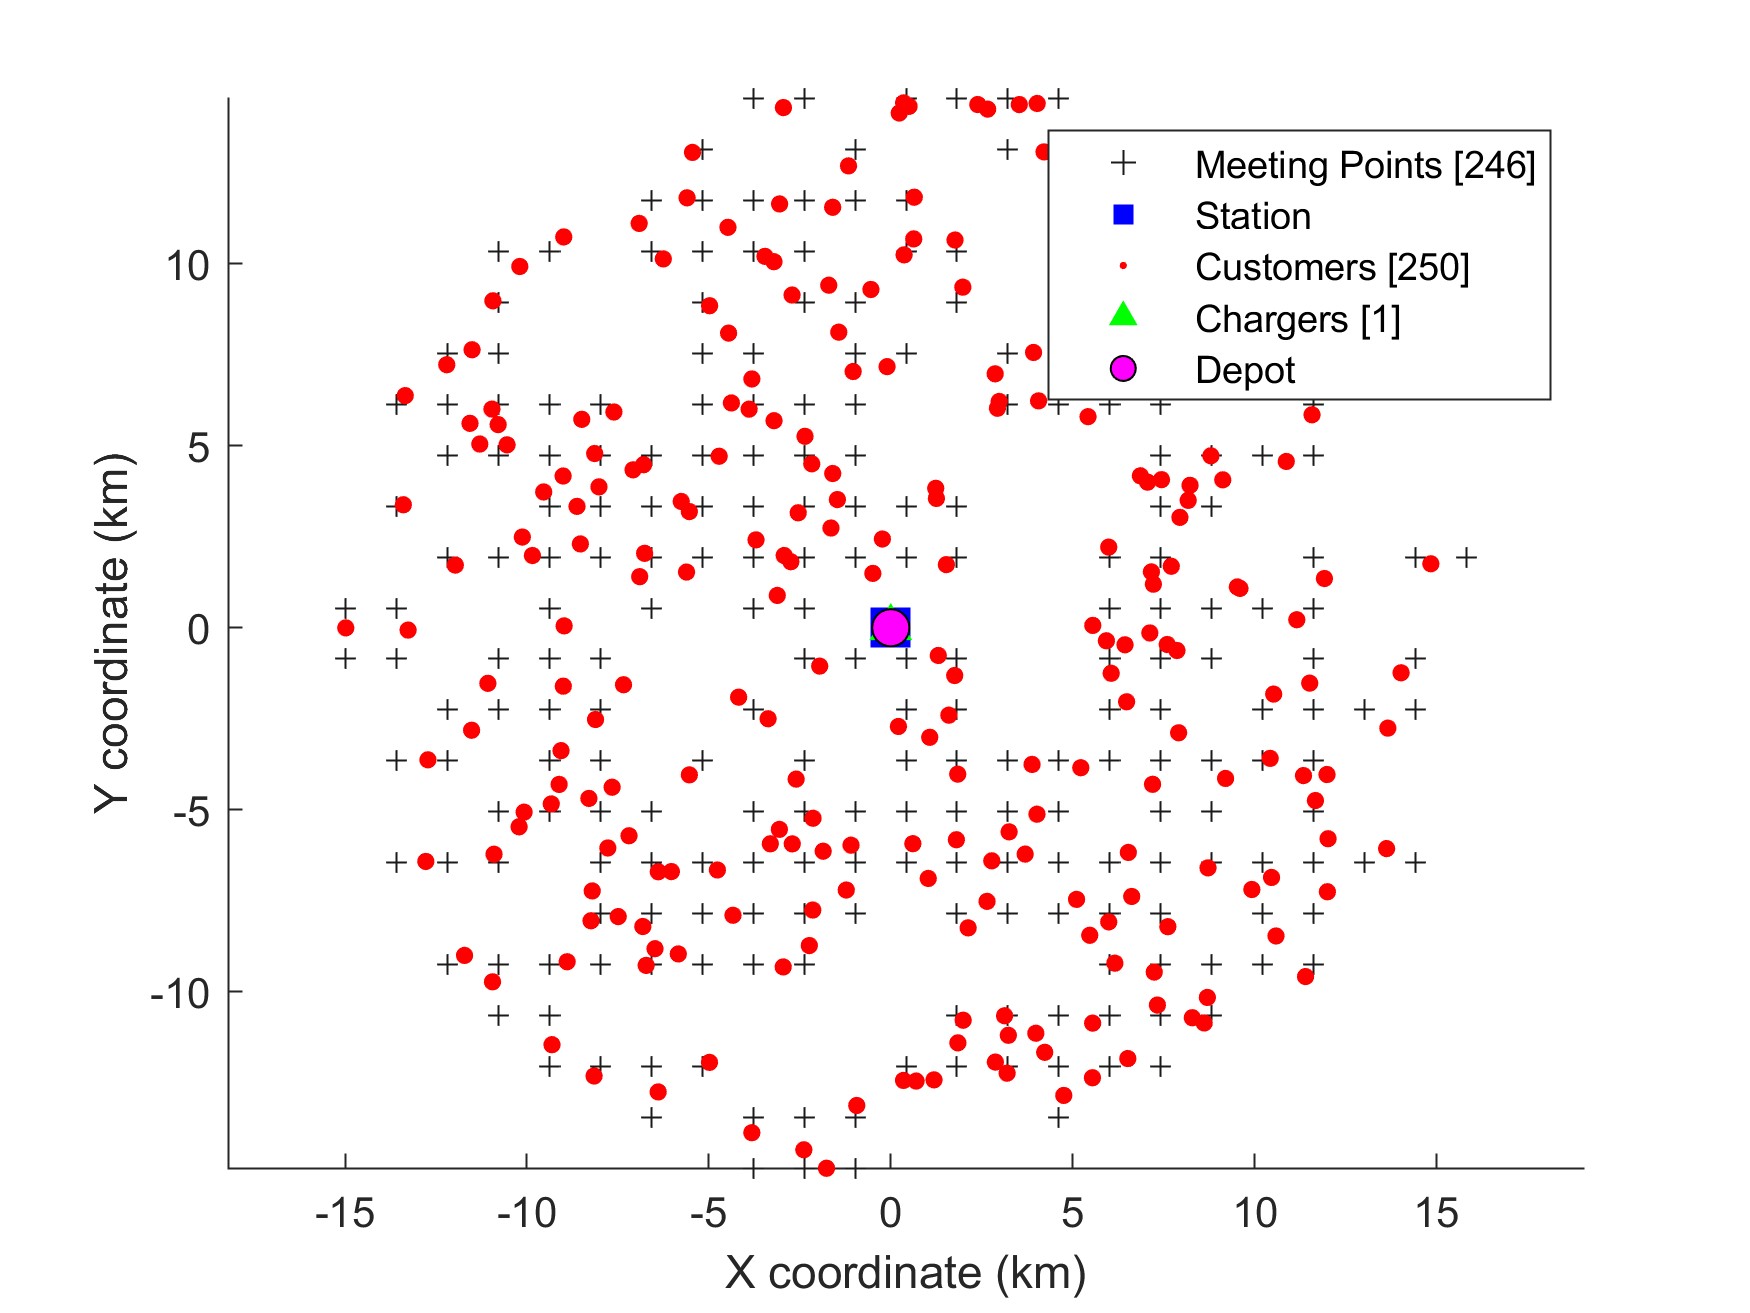 Meeting Points [246]
Station
Customers [250]
Chargers [1]
Depot
10
5
0
-5
-10
Y coordinate (km)
-15 -10 -5 0 5 10 15
X coordinate (km)